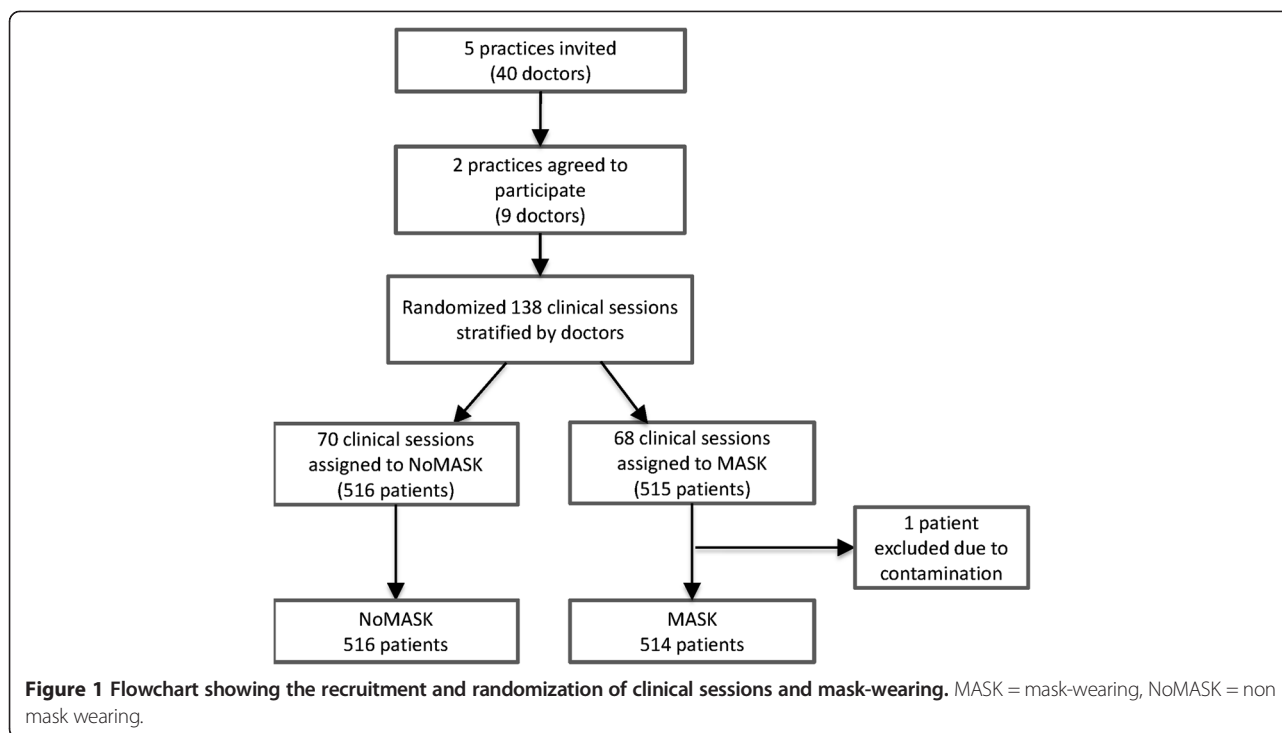 5 practices invited
(40 doctors)
2 practices agreed to
participate
(9 doctors)
Randomized 138 clinical sessions
stratified by doctors
70 clinical sessions
assigned to NoMASK
(516 patients)
68 clinical sessions
assigned to MASK
(515 patients)
1 patient
excluded due to
contamination
NoMASK
516 patients
MASK
514 patients
Figure 1 Flowchart showing the recruitment and randomization of clinical sessions and mask-wearing. MASK = mask-wearing, NoMASK = non
mask wearing.